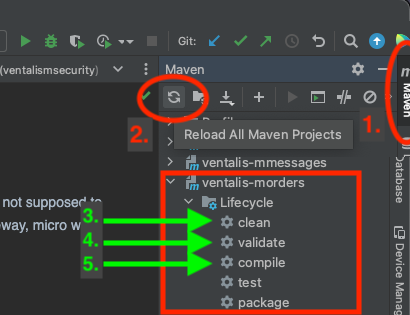 Git:
(ventalismsecurity)
Maven
1.
Maven
2.
Reload All Maven Projects
ventalis-mmessages
Database
not supposed to
ventalis-morders
eway, micro w
Lifecycle
3.
clean
4.
validate
5.
compile
test
package
Device Manag